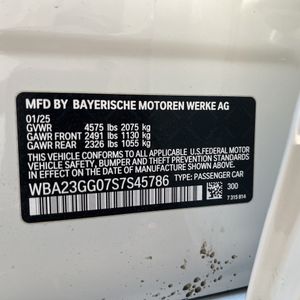 MFD BY BAYERISCHE MOTOREN WERKE AG
01/25
GVWR 4575 lbs 2075 kg
GAWR FRONT 2491 lbs 1130 kg
GAWR REAR 2326 lbs 1055 kg
THIS VEHICLE CONFORMS TO ALL APPLICABLE U.S.FEDERAL MOTOR
VEHICLE SAFETY, BUMPER, AND THEFT PREVENTION STANDARDS IN
EFFECT ON THE DATE OF MANUFACTURE SHOWN ABOVE.
WBA23GG07S7S45786 TYPE: PASSENGER CAR
300
7 315 814